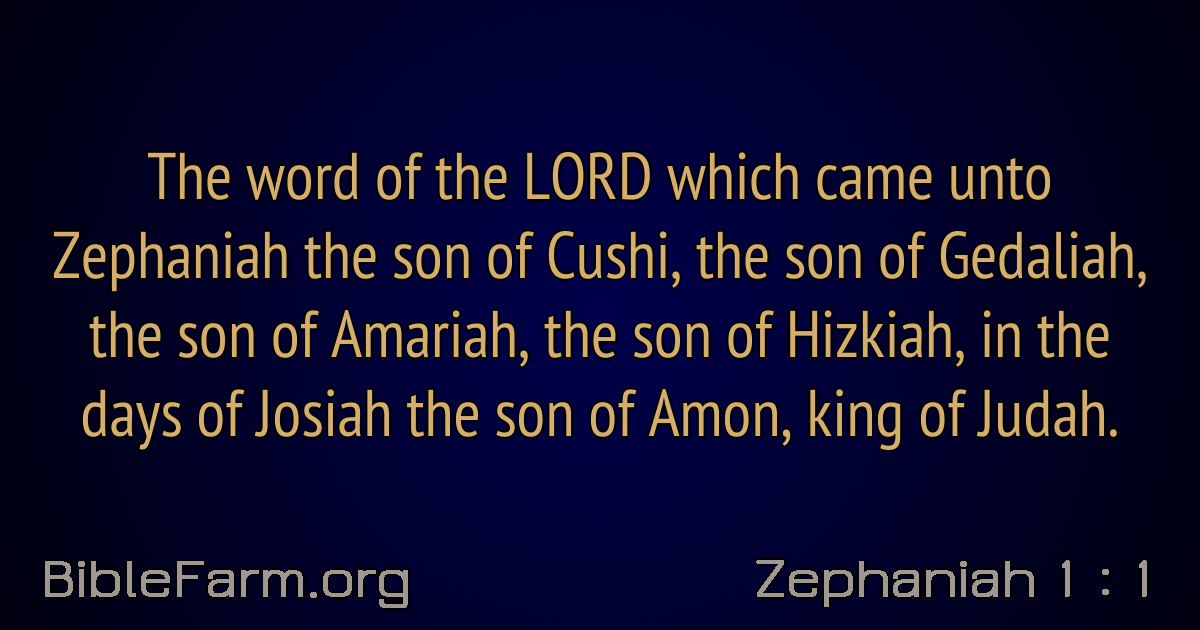 The word of the LORD which came unto
Zephaniah the son of Cushi, the son of Gedaliah,
the son of Amariah, the son of Hizkiah, in the
days of Josiah the son of Amon, king of Judah.
BibleFarm.org
Zephaniah 1 : 1